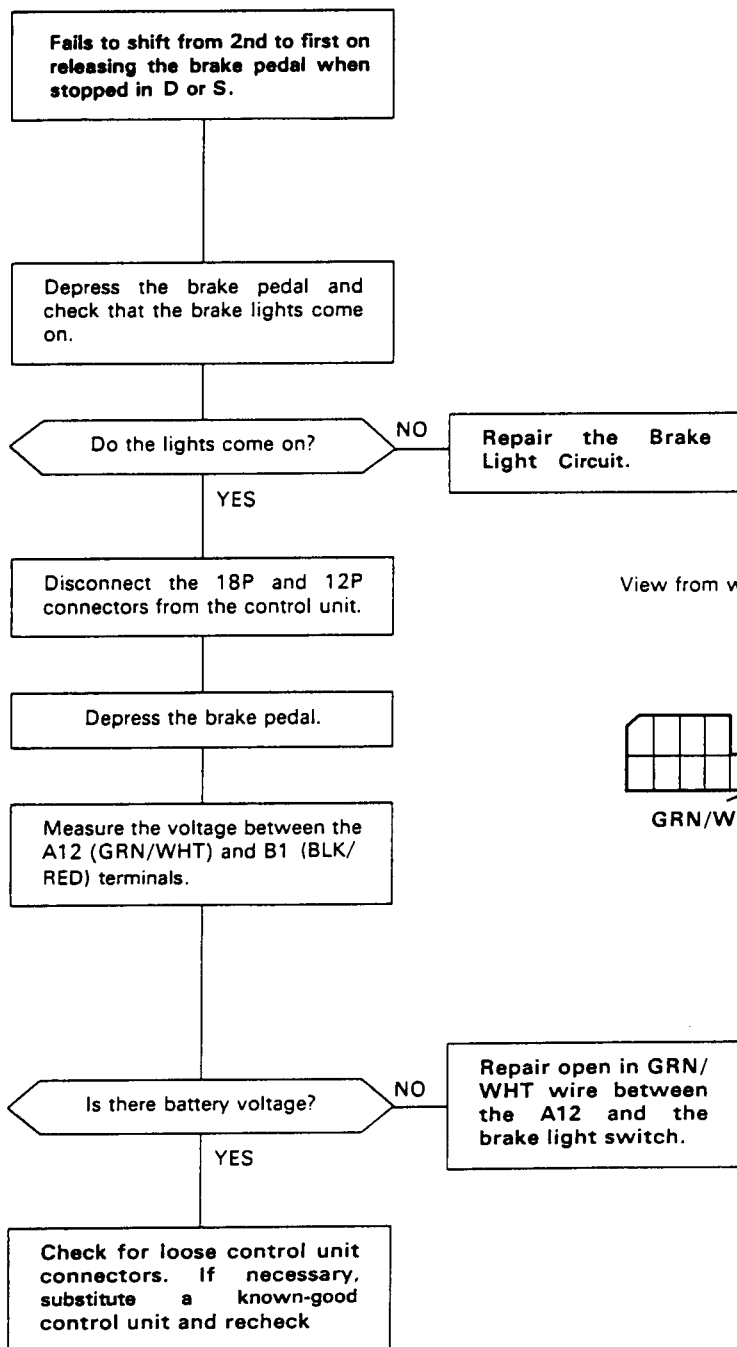 Fails to shift from 2nd to first on
releasing the brake pedal when
stopped in D or S.
Depress the brake pedal and
check that the brake lights come
on.
Do the lights come on?
NO
Repair the Brake
Light Circuit.
YES
Disconnect the 18P and 12P
connectors from the control unit.
View from w
Depress the brake pedal.
Measure the voltage between the
A12 (GRN/WHT) and B1 (BLK/
RED) terminals.
GRN/W
Is there battery voltage?
NO
Repair open in GRN/
WHT wire between
the A12 and the
brake light switch.
YES
Check for loose control unit
connectors. If necessary,
substitute a known-good
control unit and recheck